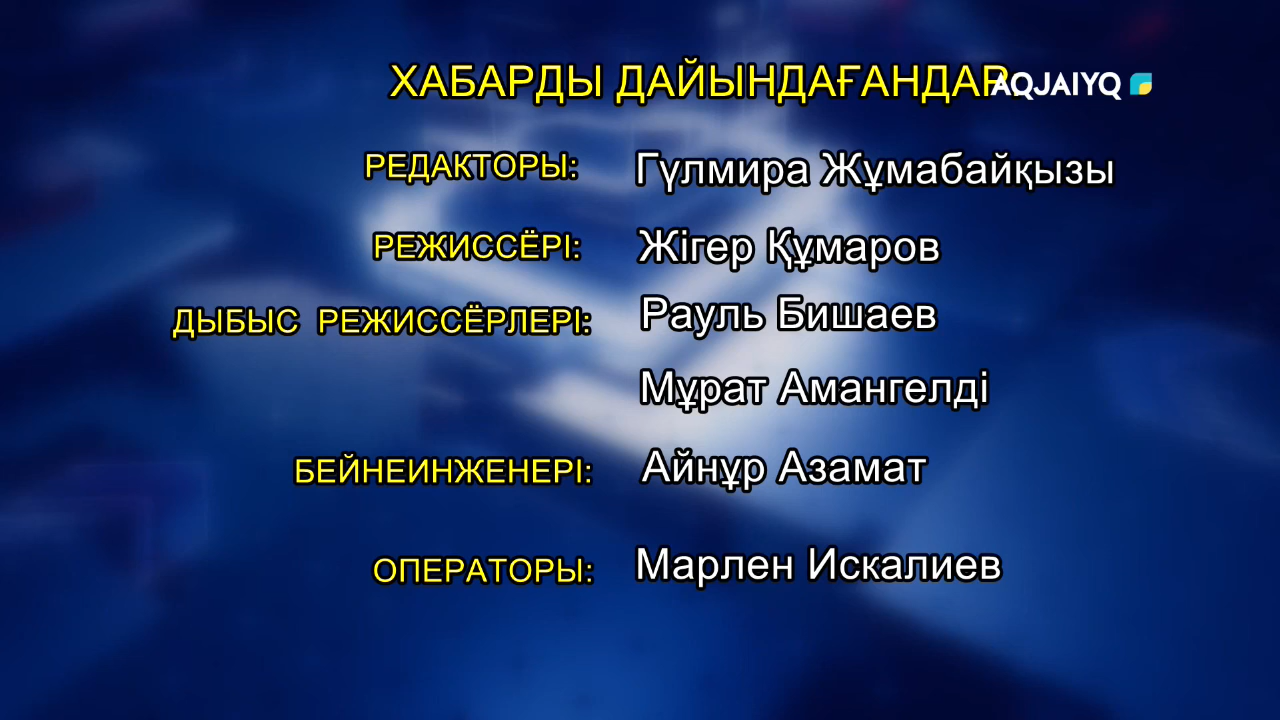 ХАБАРДЫ ДАЙЫНДАҒАНДАР
AQJAIYQ
РЕДАКТОРЫ: Гүлмира Жұмабайқызы
РЕЖИССЁРІ: Жігер Құмаров
ДЫБЫС РЕЖИССЁРЛЕРІ: Рауль Бишаев
Мұрат Амангелді
БЕЙНЕИНЖЕНЕРІ: Айнұр Азамат
ОПЕРАТОРЫ: Марлен Искалиев